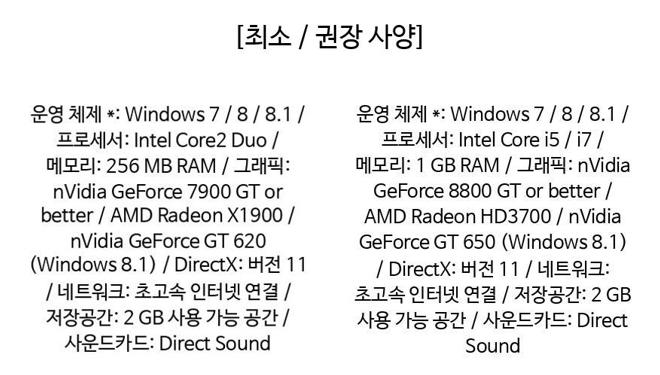 [최소 / 권장 사양]
운영 체제 *: Windows 7 / 8 / 8.1 /
프로세서: Intel Core2 Duo /
메모리: 256 MB RAM / 그래픽:
nVidia GeForce 7900 GT or
better / AMD Radeon X1900 /
nVidia GeForce GT 620
(Windows 8.1) / DirectX: 버전 11
/ 네트워크: 초고속 인터넷 연결 /
저장공간: 2 GB 사용 가능 공간 /
사운드카드: Direct Sound
운영 체제 *: Windows 7 / 8 / 8.1 /
프로세서: Intel Core i5 / i7 /
메모리: 1 GB RAM / 그래픽: nVidia
GeForce 8800 GT or better /
AMD Radeon HD3700 / nVidia
GeForce GT 650 (Windows 8.1)
/ DirectX: 버전 11 / 네트워크:
초고속 인터넷 연결 / 저장공간: 2 GB
사용 가능 공간 / 사운드카드: Direct
Sound